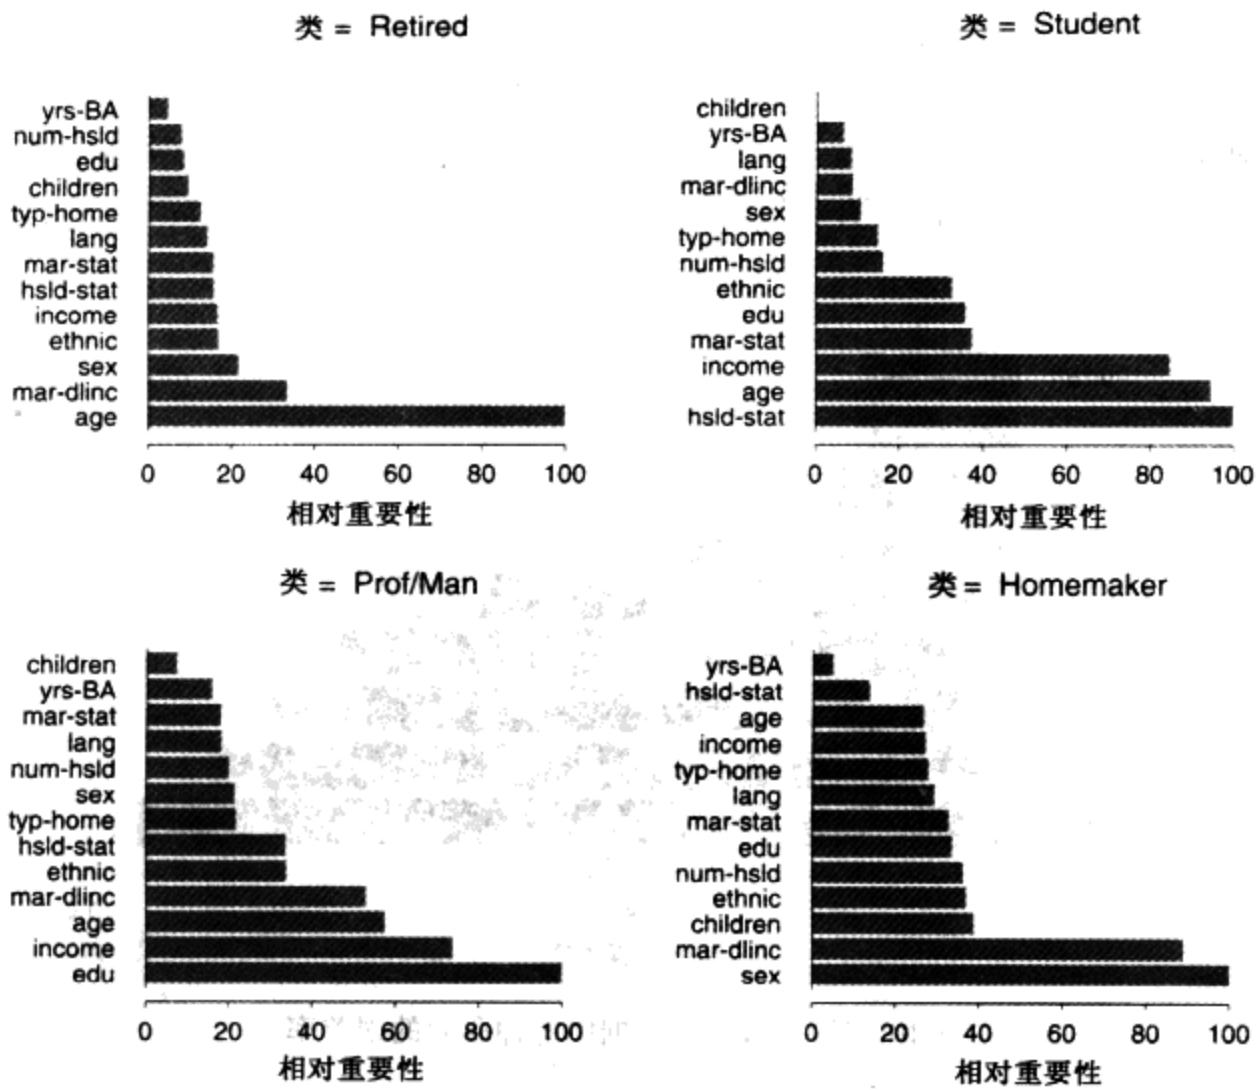 类 = Retired
yrs-BA
num-hsld
edu
children
typ-home
lang
mar-stat
hsld-stat
income
ethnic
sex
mar-dlinc
age
0 20 40 60 80 100
相对重要性
类 = Student
children
yrs-BA
lang
mar-dlinc
sex
typ-home
num-hsld
ethnic
edu
mar-stat
income
age
hsld-stat
0 20 40 60 80 100
相对重要性
类 = Prof/Man
children
yrs-BA
mar-stat
lang
num-hsld
sex
typ-home
hsld-stat
ethnic
mar-dlinc
age
income
edu
0 20 40 60 80 100
相对重要性
类 = Homemaker
yrs-BA
hsld-stat
age
income
typ-home
lang
mar-stat
edu
num-hsld
ethnic
children
mar-dlinc
sex
0 20 40 60 80 100
相对重要性